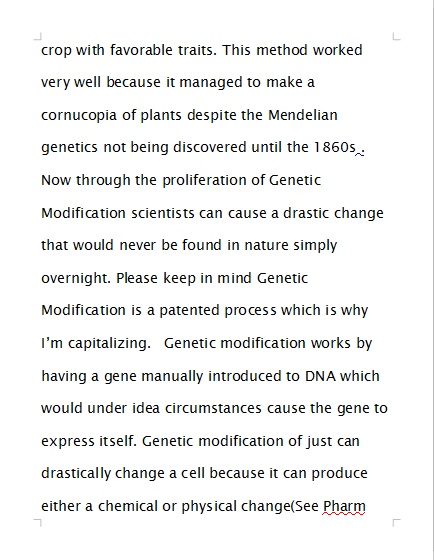 crop with favorable traits. This method worked
very well because it managed to make a
cornucopia of plants despite the Mendelian
genetics not being discovered until the 1860s .
Now through the proliferation of Genetic
Modification scientists can cause a drastic change
that would never be found in nature simply
overnight. Please keep in mind Genetic
Modification is a patented process which is why
I’m capitalizing.   Genetic modification works by
having a gene manually introduced to DNA which
would under idea circumstances cause the gene to
express itself. Genetic modification of just can
drastically change a cell because it can produce
either a chemical or physical change(See Pharm